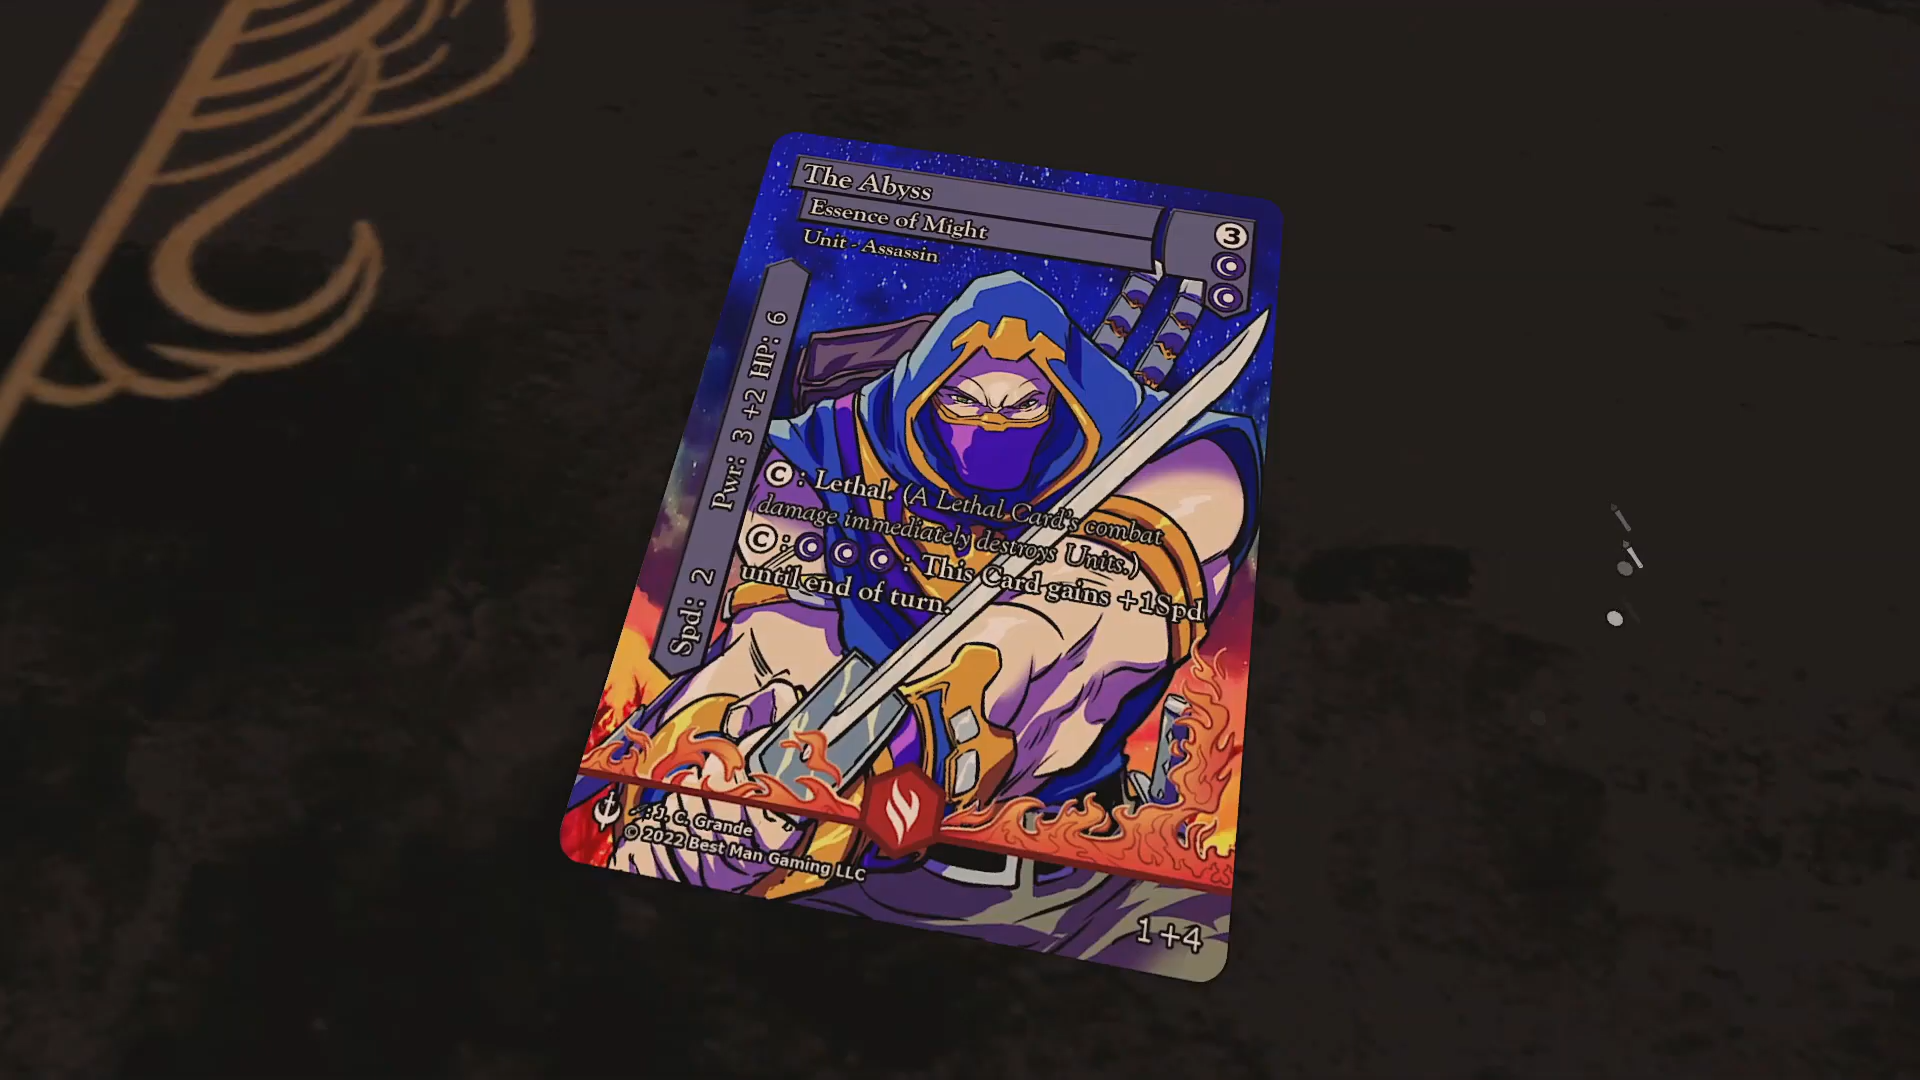 The Abyss
3
Essence of Might
Unit - Assassin
Spd: 2 Pwr: 3 +2 HP: 6
C: Lethal. (A Lethal Card's combat
damage immediately destroys Units.)
C: : This Card gains +1Spd
until end of turn.
: J. C. Grande
© 2022 Best Man Gaming LLC
1+4